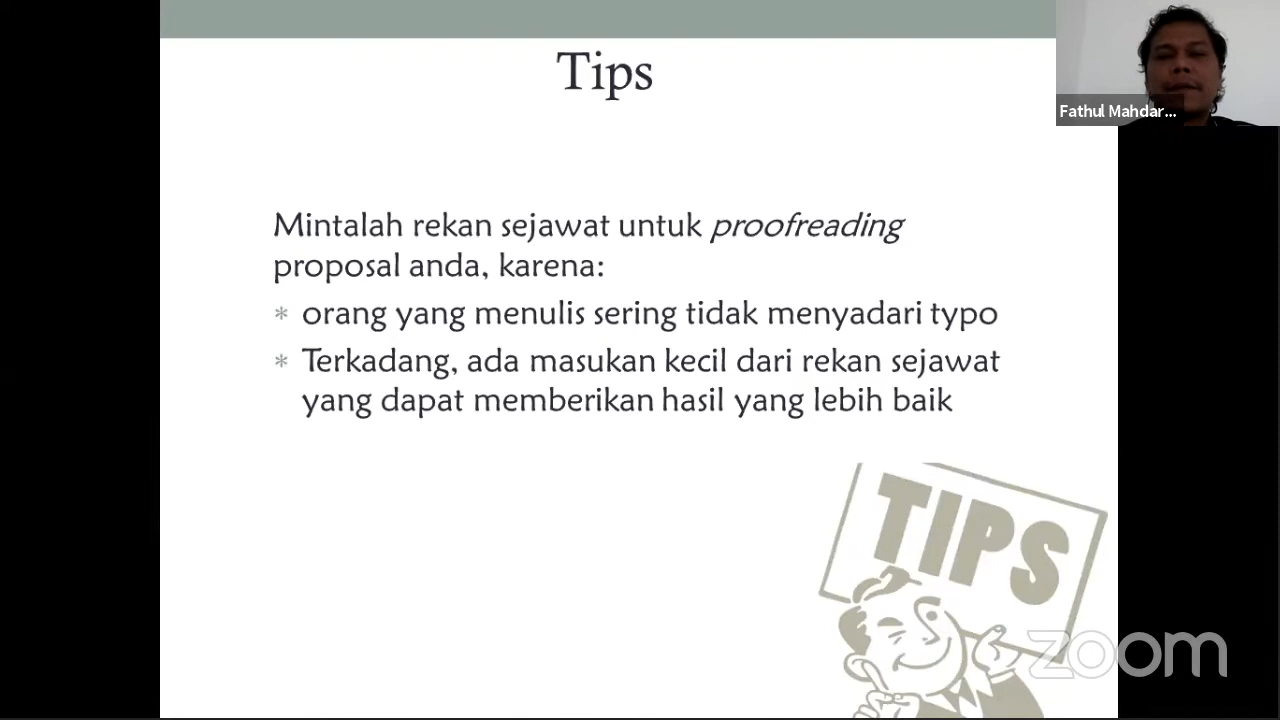 Tips
Fathul Mahdar...
Mintalah rekan sejawat untuk proofreading
proposal anda, karena:
* orang yang menulis sering tidak menyadari typo
* Terkadang, ada masukan kecil dari rekan sejawat
yang dapat memberikan hasil yang lebih baik
TIPS
zoom